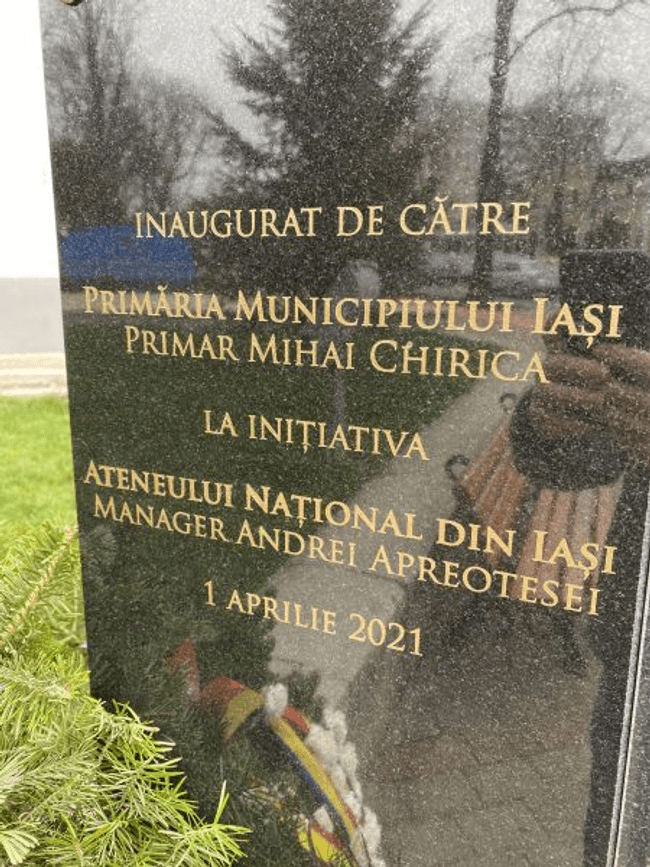 INAUGURAT DE CĂTRE
PRIMĂRIA MUNICIPIULUI IAȘI
PRIMAR MIHAI CHIRICA
LA INIȚIATIVA
ATENEULUI NAȚIONAL DIN IAȘI
MANAGER ANDREI APREOTESEI
1 APRILIE 2021